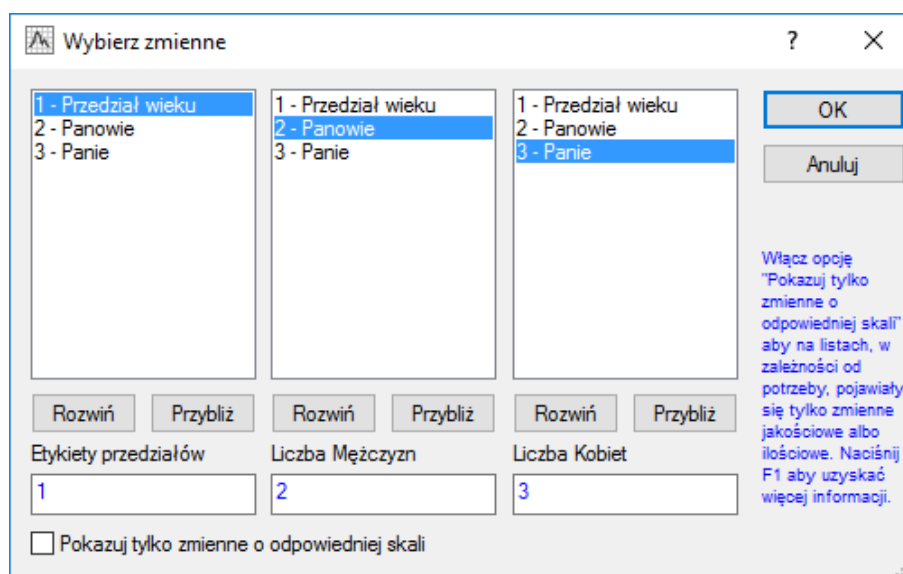 Wybierz zmienne
?
1 - Przedział wieku
2 - Panowie
3 - Panie
1 - Przedział wieku
2 - Panowie
3 - Panie
1 - Przedział wieku
2 - Panowie
3 - Panie
OK
Anuluj
Włącz opcję
"Pokazuj tylko
zmienne o
odpowiedniej skali"
aby na listach, w
zależności od
potrzeby, pojawiały
się tylko zmienne
jakościowe albo
ilościowe. Naciśnij
F1 aby uzyskać
więcej informacji.
Rozwiń
Przybliż
Rozwiń
Przybliż
Rozwiń
Przybliż
Etykiety przedziałów
Liczba Mężczyzn
Liczba Kobiet
1
2
3
Pokazuj tylko zmienne o odpowiedniej skali